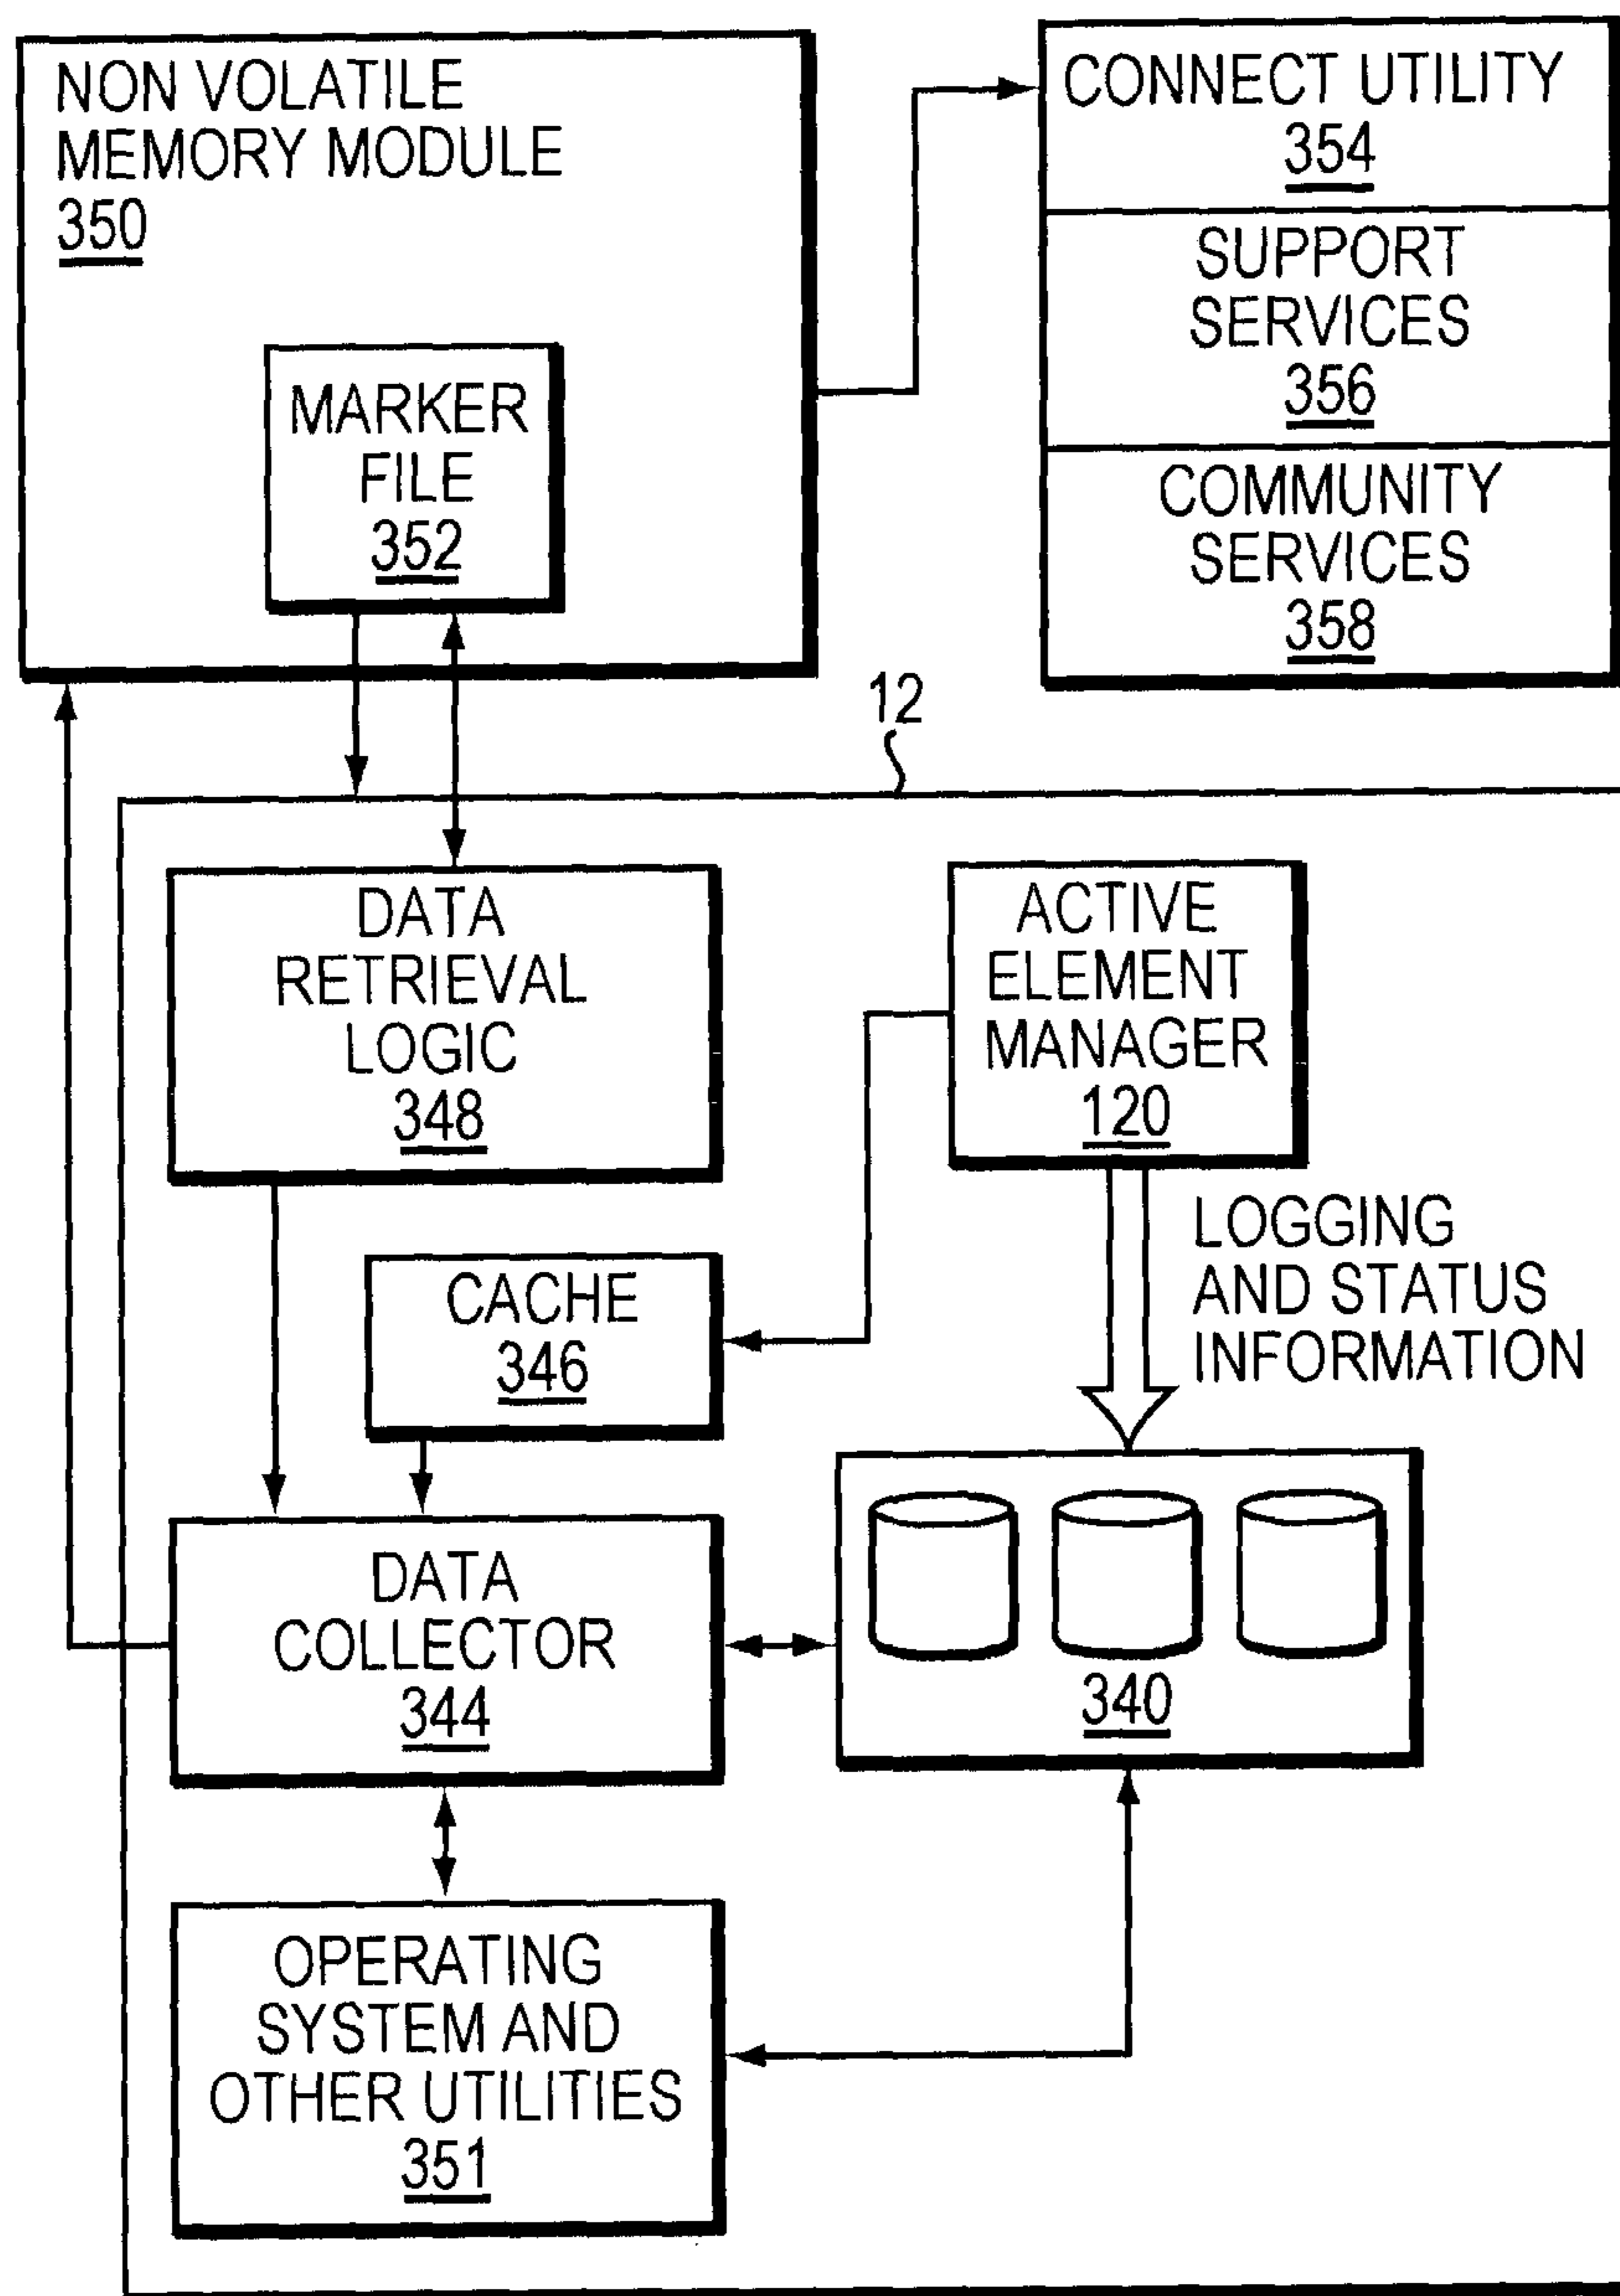 NON VOLATILE
MEMORY MODULE
350
MARKER
FILE
352
CONNECT UTILITY
354
SUPPORT
SERVICES
356
COMMUNITY
SERVICES
358
12
DATA
RETRIEVAL
LOGIC
348
ACTIVE
ELEMENT
MANAGER
120
LOGGING
AND STATUS
INFORMATION
CACHE
346
DATA
COLLECTOR
344
340
OPERATING
SYSTEM AND
OTHER UTILITIES
351